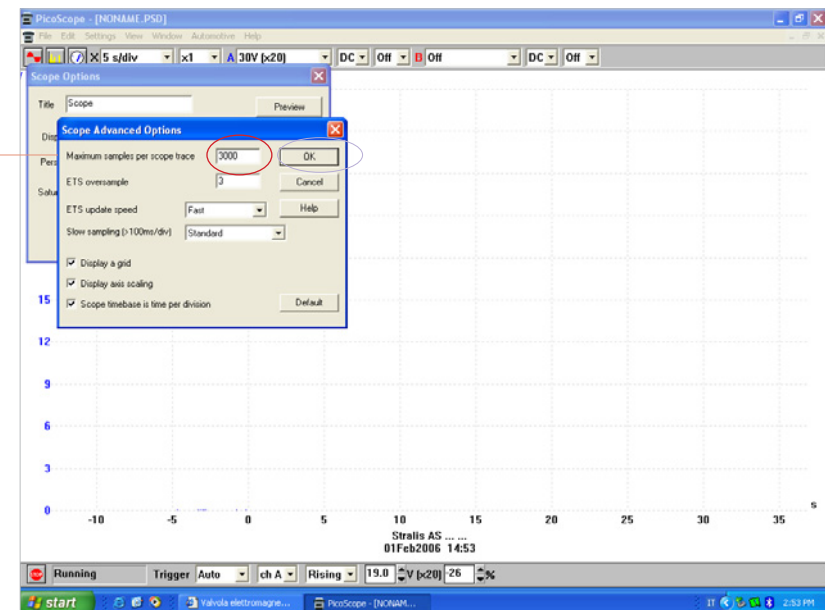 PicoScope - [NONAME.PSD]
File Edit Settings View Window Automotive Help
X 5 s/div x1 A 30V (x20) DC Off B Off DC Off
Scope Options
Title Scope Preview
Scope Advanced Options
Maximum samples per scope trace 3000 OK
ETS oversample 3 Cancel
ETS update speed Fast Help
Slow sampling (>100ms/div) Standard
Display a grid
Display axis scaling
Scope timebase is time per division Default
15
12
9
6
3
0
-10 -5 0 5 10 15 20 25 30 35 s
Stralis AS ... ...
01Feb2006 14:53
Running Trigger Auto ch A Rising 19.0 V (x20) -26 %
start Valvola elettromagne... PicoScope - [NONAM... IT 2:53 PM